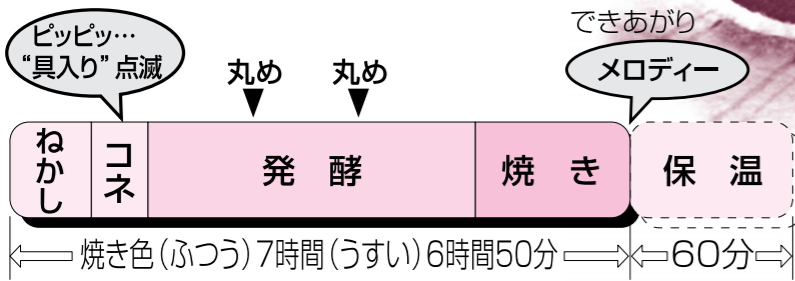 できあがり
ピッピッ…
“具入り”点滅
丸め 丸め
メロディー
ねかし
コネ
発酵
焼き
保温
焼き色(ふつう)7時間(うすい)6時間50分
60分